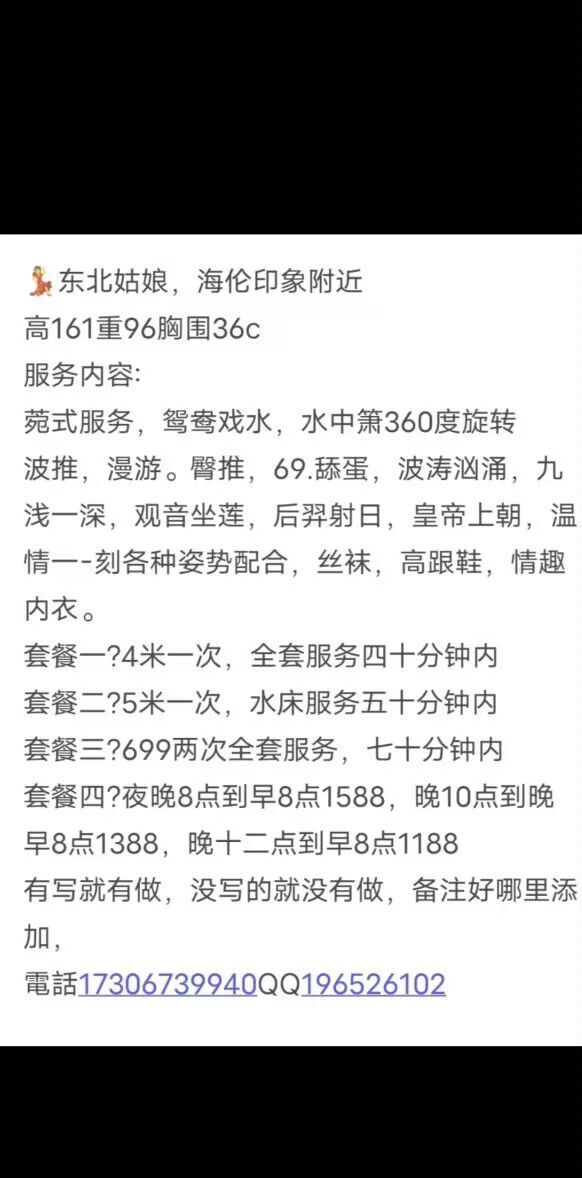 💃东北姑娘，海伦印象附近
高161重96胸围36c
服务内容:
菀式服务，鸳鸯戏水，水中箫360度旋转
波推，漫游。臀推，69.舔蛋，波涛汹涌，九
浅一深，观音坐莲，后羿射日，皇帝上朝，温
情一-刻各种姿势配合，丝袜，高跟鞋，情趣
内衣。
套餐一?4米一次，全套服务四十分钟内
套餐二?5米一次，水床服务五十分钟内
套餐三?699两次全套服务，七十分钟内
套餐四?夜晚8点到早8点1588，晚10点到晚
早8点1388，晚十二点到早8点1188
有写就有做，没写的就没有做，备注好哪里添
加，
電話17306739940QQ196526102